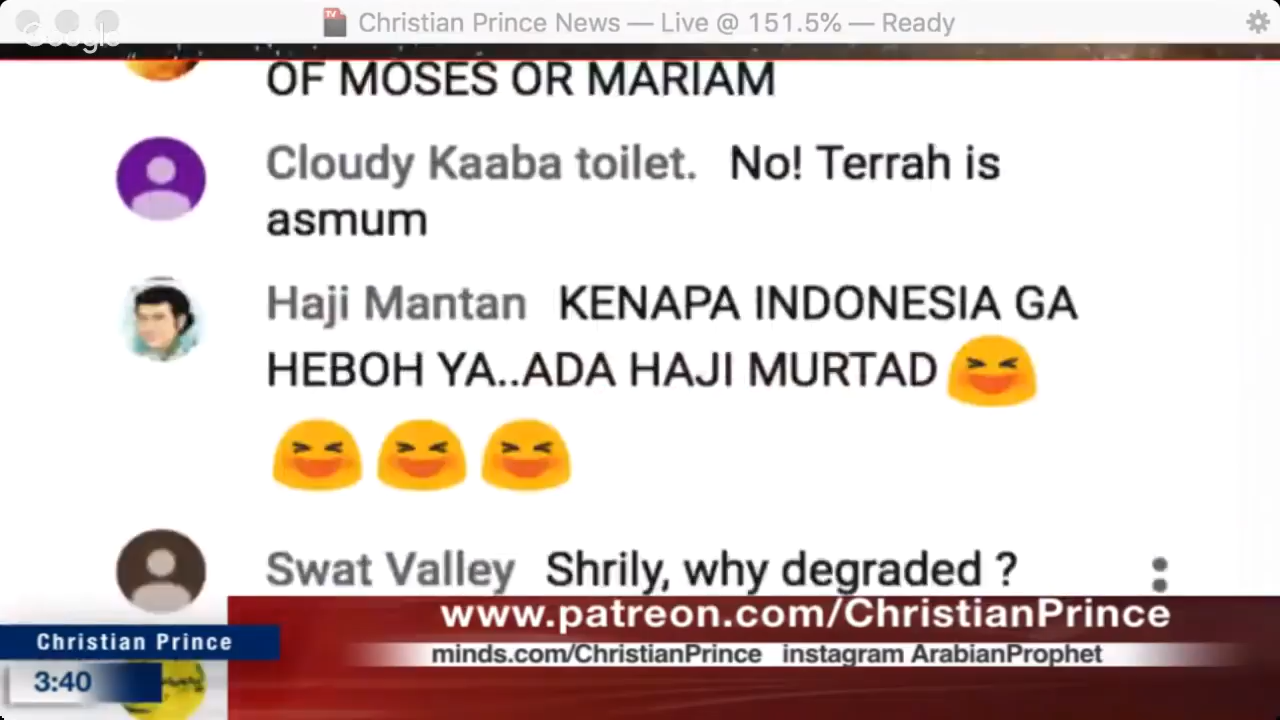 Christian Prince News — Live @ 151.5% — Ready
Google
OF MOSES OR MARIAM
Cloudy Kaaba toilet. No! Terrah is
asmum
Haji Mantan KENAPA INDONESIA GA
HEBOH YA..ADA HAJI MURTAD
Swat Valley Shrily, why degraded ?
www.patreon.com/ChristianPrince
Christian Prince
minds.com/ChristianPrince instagram ArabianProphet
3:40